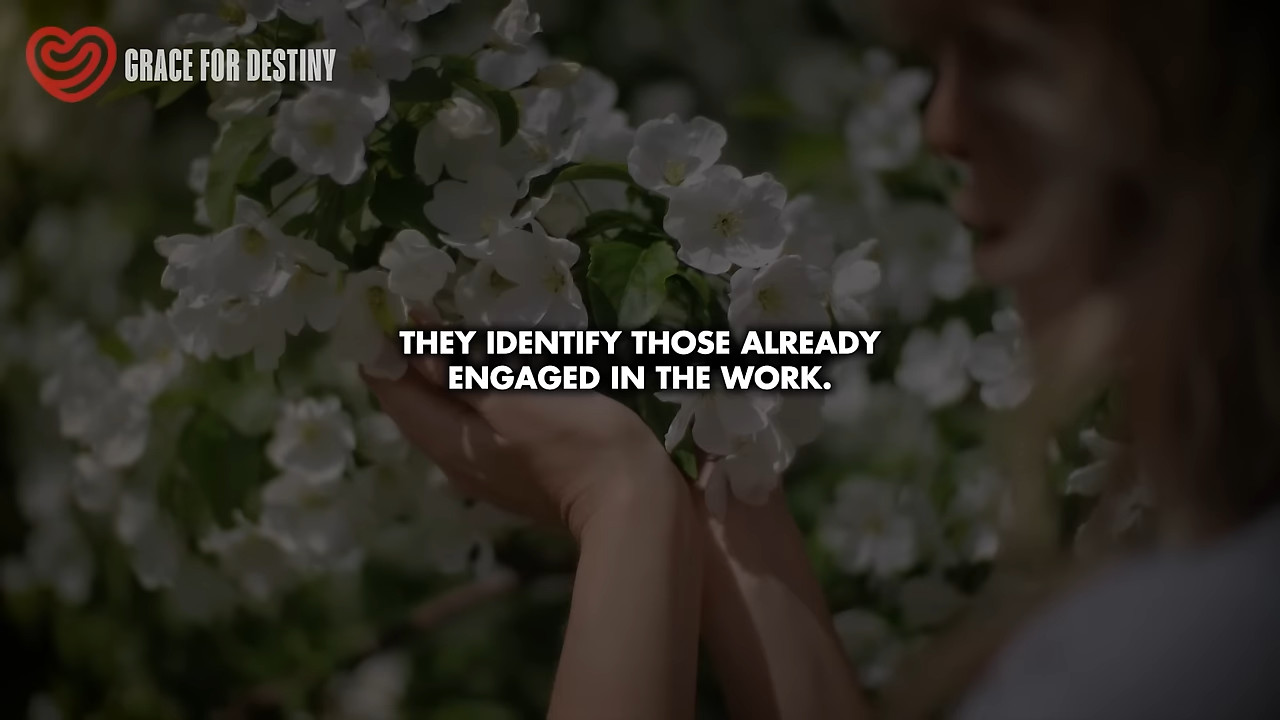 GRACE FOR DESTINY
THEY IDENTIFY THOSE ALREADY
ENGAGED IN THE WORK.